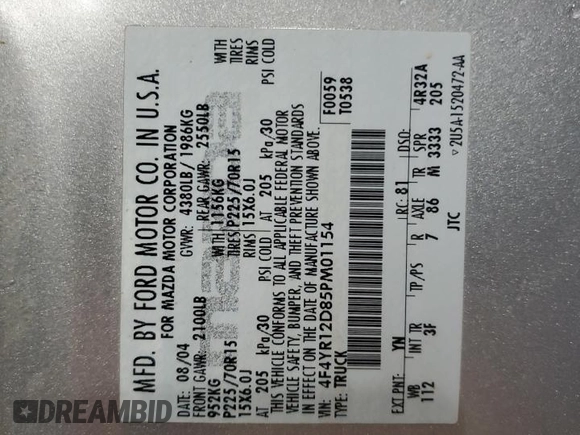 MFD. BY FORD MOTOR CO. IN U.S.A.
FOR MAZDA MOTOR CORPORATION
DATE: 08/04 GVWR: 4380LB/ 1986KG
FRONT GAWR: 2100LB REAR GAWR: 2550LB
952KG WITH 1156KG WITH
P225/70R15 TIRES P225/70R15 TIRES
15X6.0J RIMS 15X6.0J RIMS
AT 205 kPa/30 PSI COLD AT 205 kPa/30 PSI COLD
THIS VEHICLE CONFORMS TO ALL APPLICABLE FEDERAL MOTOR
VEHICLE SAFETY, BUMPER, AND THEFT PREVENTION STANDARDS
IN EFFECT ON THE DATE OF MANUFACTURE SHOWN ABOVE.
VIN: 4F4YR12D85PM01154 F0059
TYPE: TRUCK T0538
EXT PNT: YN RC: 81 DSO:
WB INT TR TP/PS R AXLE TR SPR 4R32A
112 3F 7 86 M 3333 205
JTC
v 2U5A-1520472-AA
mazda
DREAMBID